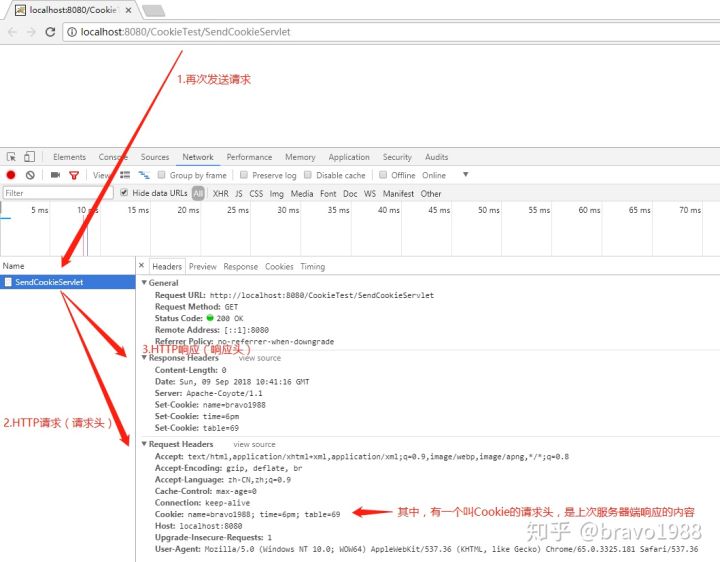 localhost:8080/CookieT
localhost:8080/CookieTest/SendCookieServlet
1.再次发送请求
Elements Console Sources Network Performance Memory Application Security Audits
View: Group by frame Preserve log Disable cache Offline Online
Filter Hide data URLs All XHR JS CSS Img Media Font Doc WS Manifest Other
5 ms 10 ms 15 ms 20 ms 25 ms 30 ms 35 ms 40 ms 45 ms 50 ms 55 ms 60 ms 65 ms 70 ms
Name Headers Preview Response Cookies Timing
SendCookieServlet
General
Request URL: http://localhost:8080/CookieTest/SendCookieServlet
Request Method: GET
Status Code: 200 OK
Remote Address: [::1]:8080
Referrer Policy: no-referrer-when-downgrade
3.HTTP响应（响应头）
Response Headers view source
Content-Length: 0
Date: Sun, 09 Sep 2018 10:41:16 GMT
Server: Apache-Coyote/1.1
Set-Cookie: name=bravo1988
Set-Cookie: time=6pm
Set-Cookie: table=69
2.HTTP请求（请求头）
Request Headers view source
Accept: text/html,application/xhtml+xml,application/xml;q=0.9,image/webp,image/apng,*/*;q=0.8
Accept-Encoding: gzip, deflate, br
Accept-Language: zh-CN,zh;q=0.9
Cache-Control: max-age=0
Connection: keep-alive
Cookie: name=bravo1988; time=6pm; table=69
其中，有一个叫Cookie的请求头，是上次服务器端响应的内容
Host: localhost:8080
Upgrade-Insecure-Requests: 1
User-Agent: Mozilla/5.0 (Windows NT 10.0; WOW64) AppleWebKit/537.36 (KHTML, like Gecko) Chrome/65.0.3325.181 Safari/537.36
知乎 @bravo1988